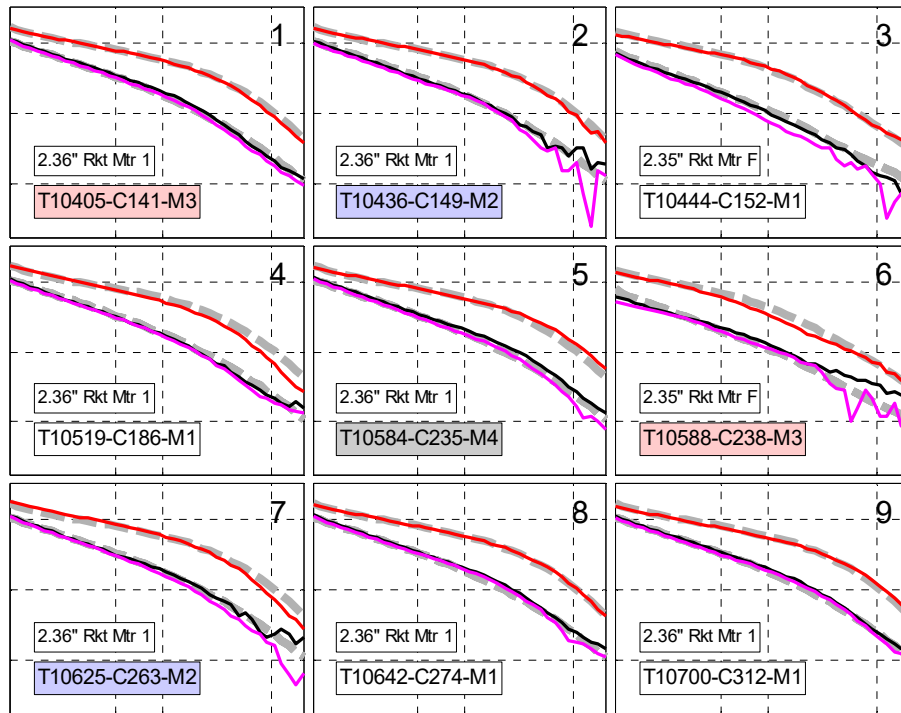 1
2.36" Rkt Mtr 1
T10405-C141-M3
2
2.36" Rkt Mtr 1
T10436-C149-M2
3
2.35" Rkt Mtr F
T10444-C152-M1
4
2.36" Rkt Mtr 1
T10519-C186-M1
5
2.36" Rkt Mtr 1
T10584-C235-M4
6
2.35" Rkt Mtr F
T10588-C238-M3
7
2.36" Rkt Mtr 1
T10625-C263-M2
8
2.36" Rkt Mtr 1
T10642-C274-M1
9
2.36" Rkt Mtr 1
T10700-C312-M1